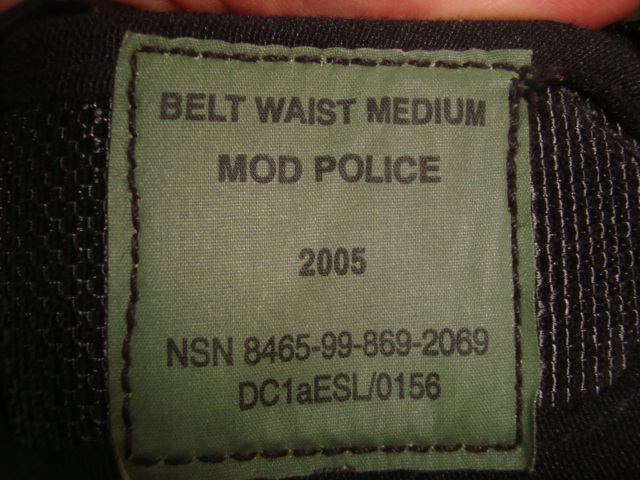 BELT WAIST MEDIUM
MOD POLICE
2005
NSN 8465-99-869-2069
DC1aESL/0156